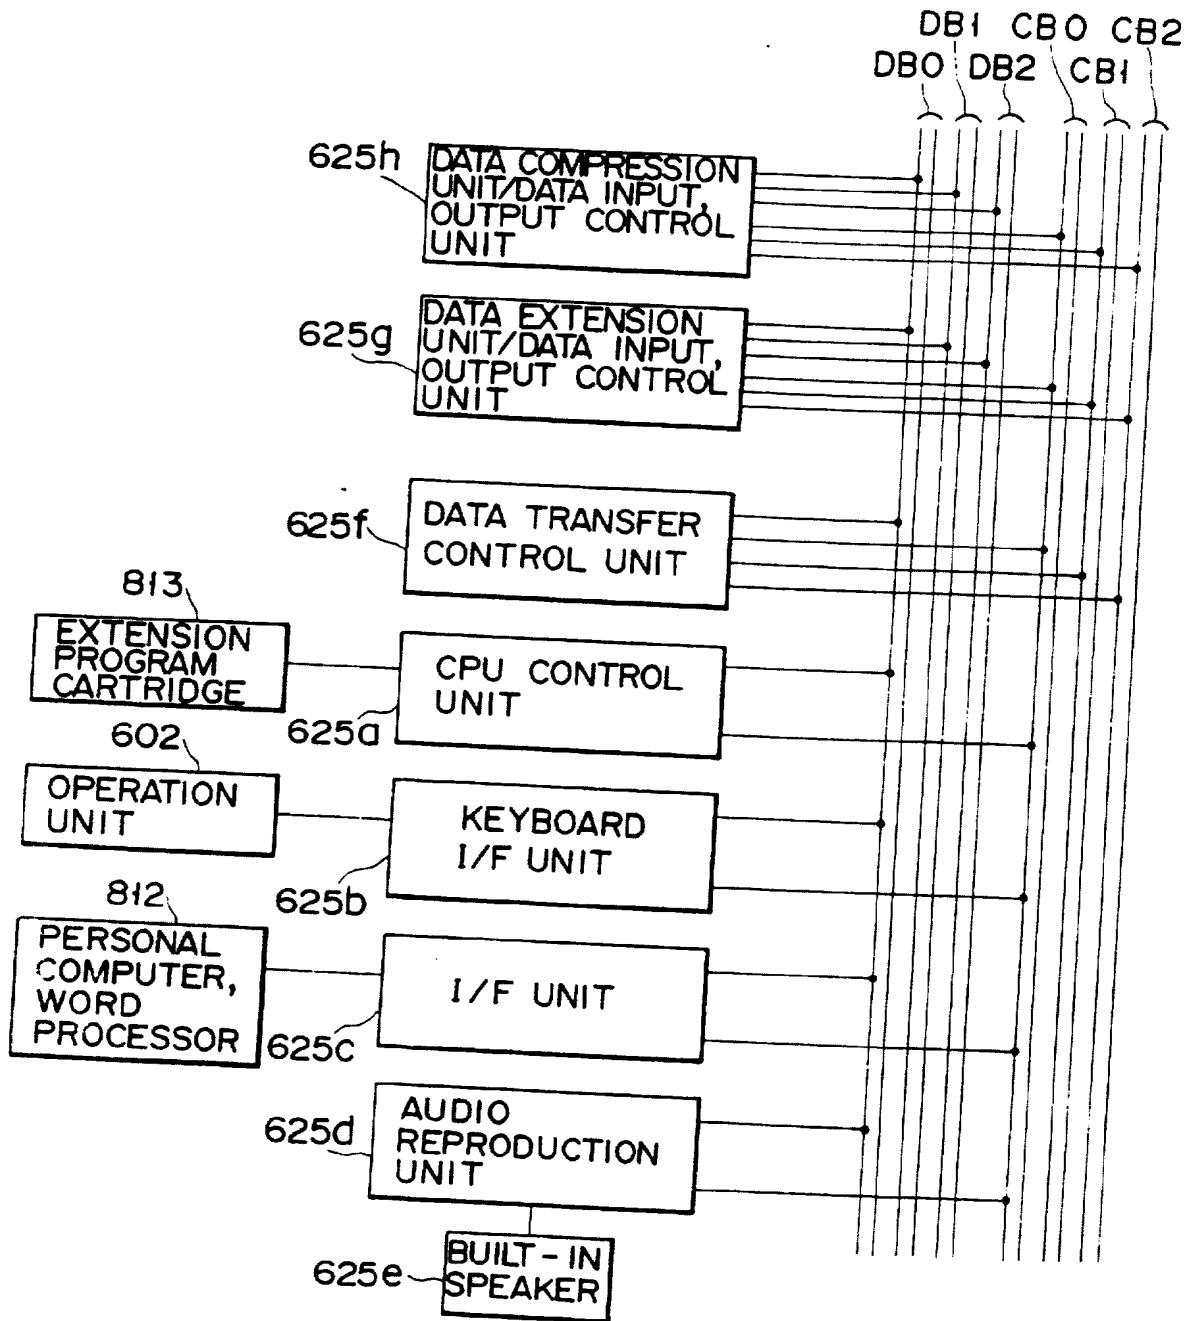 DB1 CB0 CB2
DB0 DB2 CB1
625h
DATA COMPRESSION
UNIT/DATA INPUT,
OUTPUT CONTROL
UNIT
625g
DATA EXTENSION
UNIT/DATA INPUT,
OUTPUT CONTROL
UNIT
625f
DATA TRANSFER
CONTROL UNIT
813
EXTENSION
PROGRAM
CARTRIDGE
625a
CPU CONTROL
UNIT
602
OPERATION
UNIT
625b
KEYBOARD
I/F UNIT
812
PERSONAL
COMPUTER,
WORD
PROCESSOR
625c
I/F UNIT
625d
AUDIO
REPRODUCTION
UNIT
625e
BUILT-IN
SPEAKER